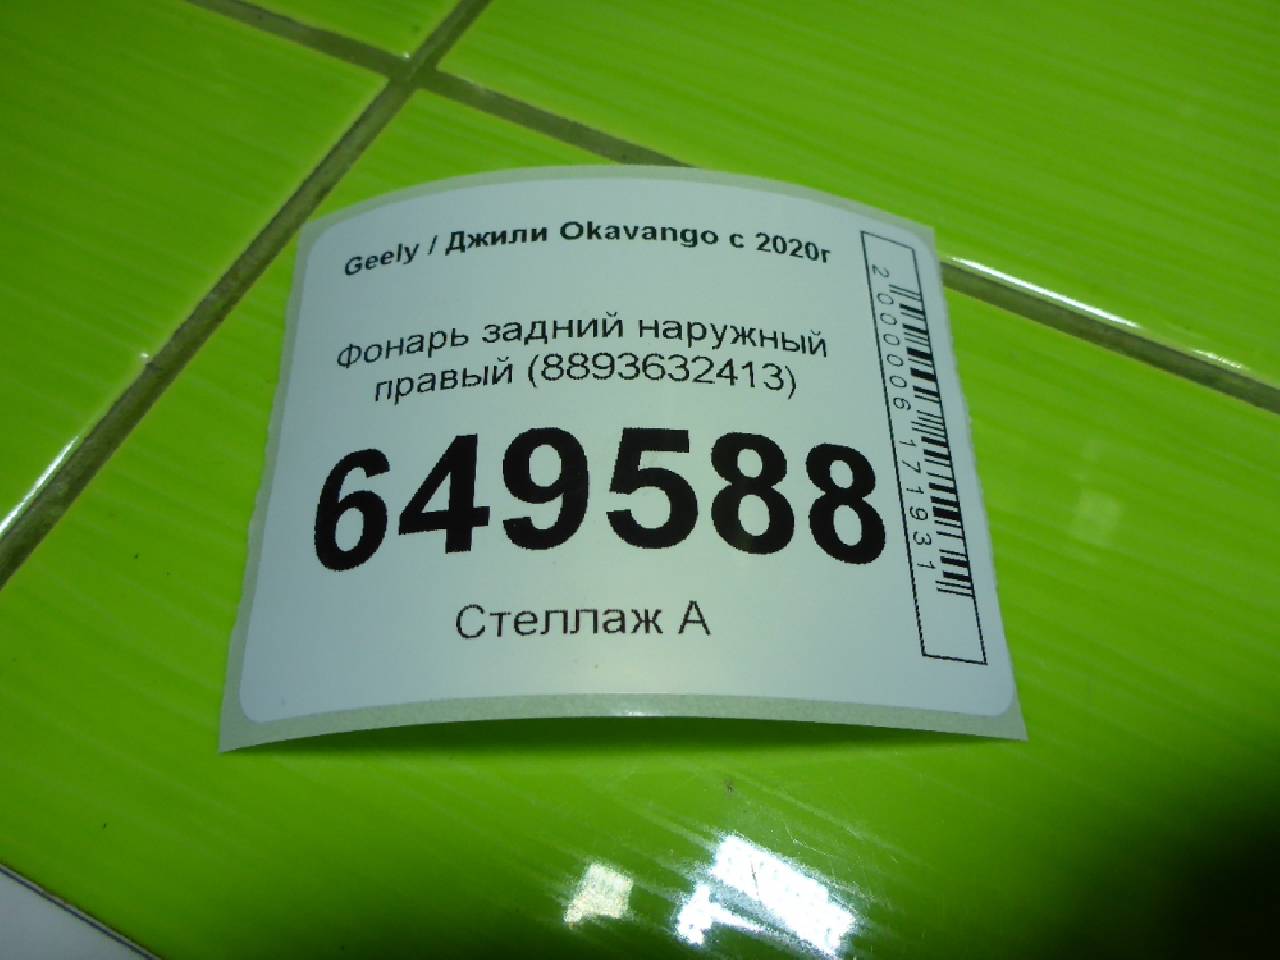 Geely / Джили Okavango с 2020г
Фонарь задний наружный
правый (8893632413)
649588
Стеллаж А
2000006171931